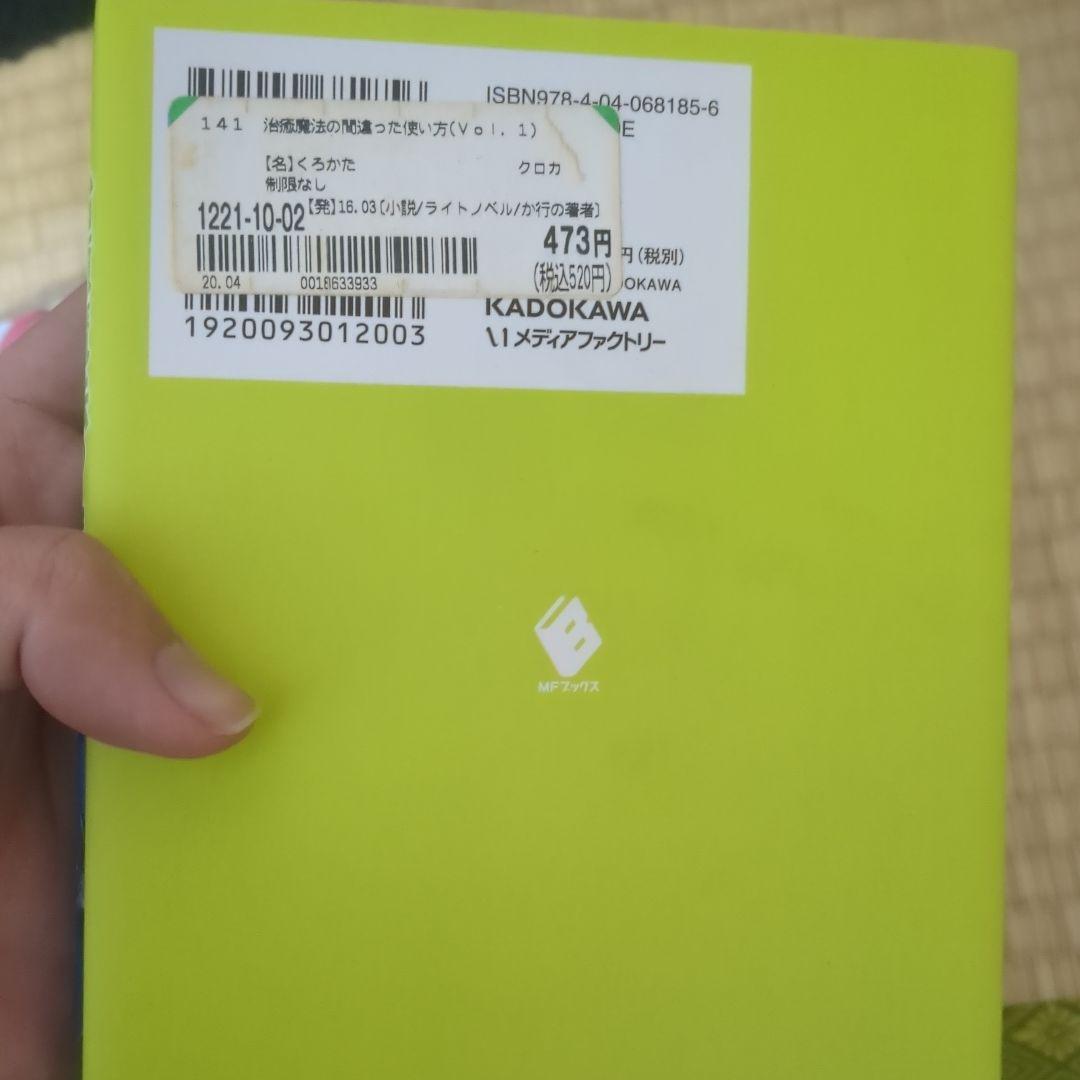 ISBN978-4-04-068185-6
E
141 治癒魔法の間違った使い方(Vol.1)
【名】くろかた クロカ
制限なし
1221-10-02【発】16.03〔小説/ライトノベル/か行の著者〕
473円
円(税別)
(税込520円)
OKAWA
20.04 0018633933
KADOKAWA
1920093012003
メディアファクトリー
MFブックス